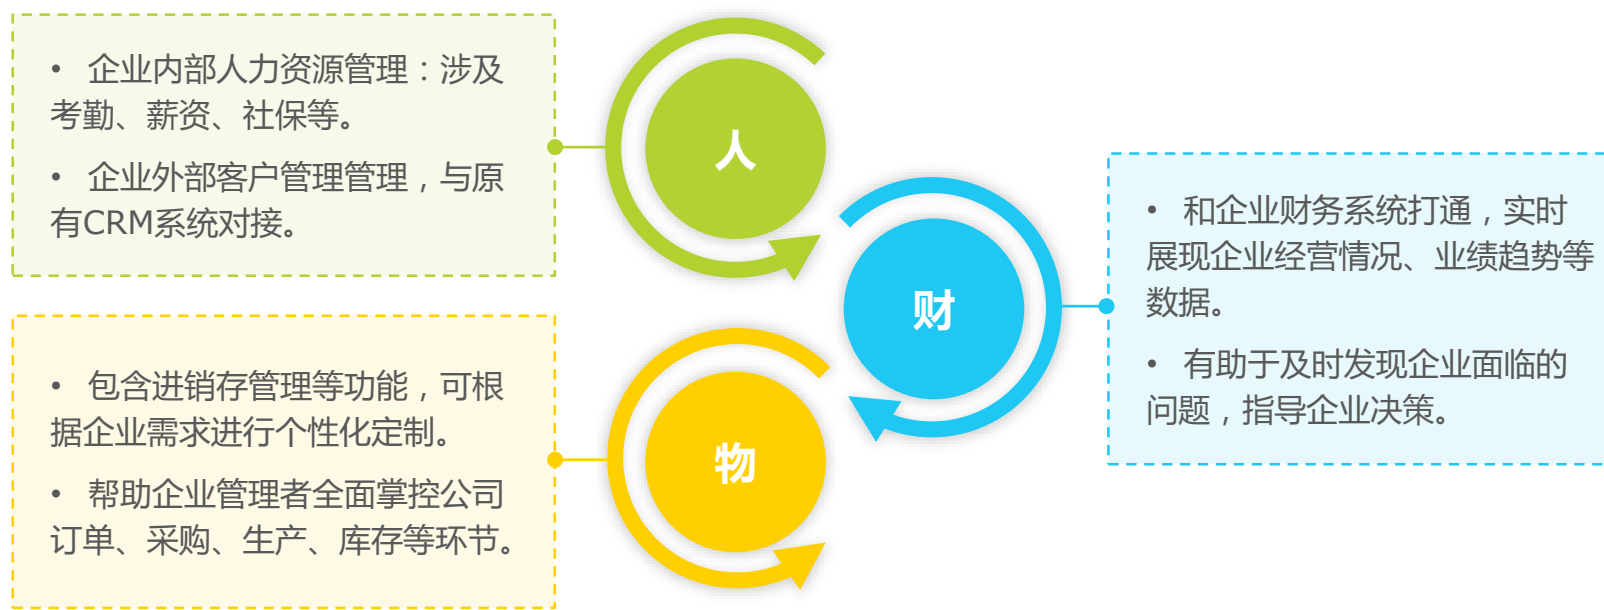 • 企业内部人力资源管理：涉及
考勤、薪资、社保等。
• 企业外部客户管理管理，与原
有CRM系统对接。
人
• 和企业财务系统打通，实时
展现企业经营情况、业绩趋势等
数据。
• 有助于及时发现企业面临的
问题，指导企业决策。
财
• 包含进销存管理等功能，可根
据企业需求进行个性化定制。
• 帮助企业管理者全面掌控公司
订单、采购、生产、库存等环节。
物